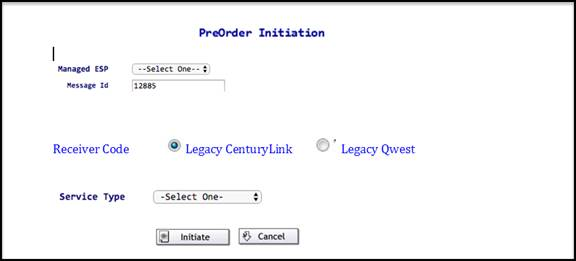 PreOrder Initiation
Managed ESP --Select One--
Message Id 12885
Receiver Code Legacy CenturyLink Legacy Qwest
Service Type -Select One-
Initiate Cancel